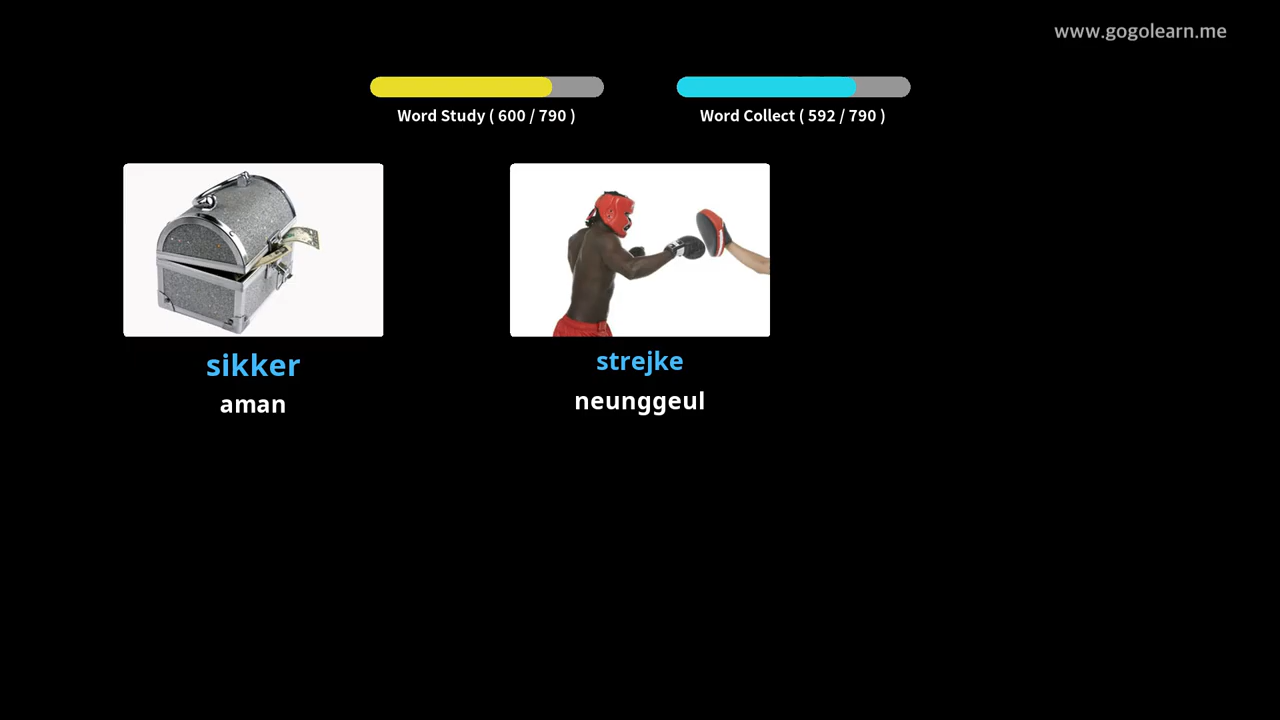 www.gogolearn.me
Word Study ( 600 / 790 )
Word Collect ( 592 / 790 )
sikker
aman
strejke
neunggeul